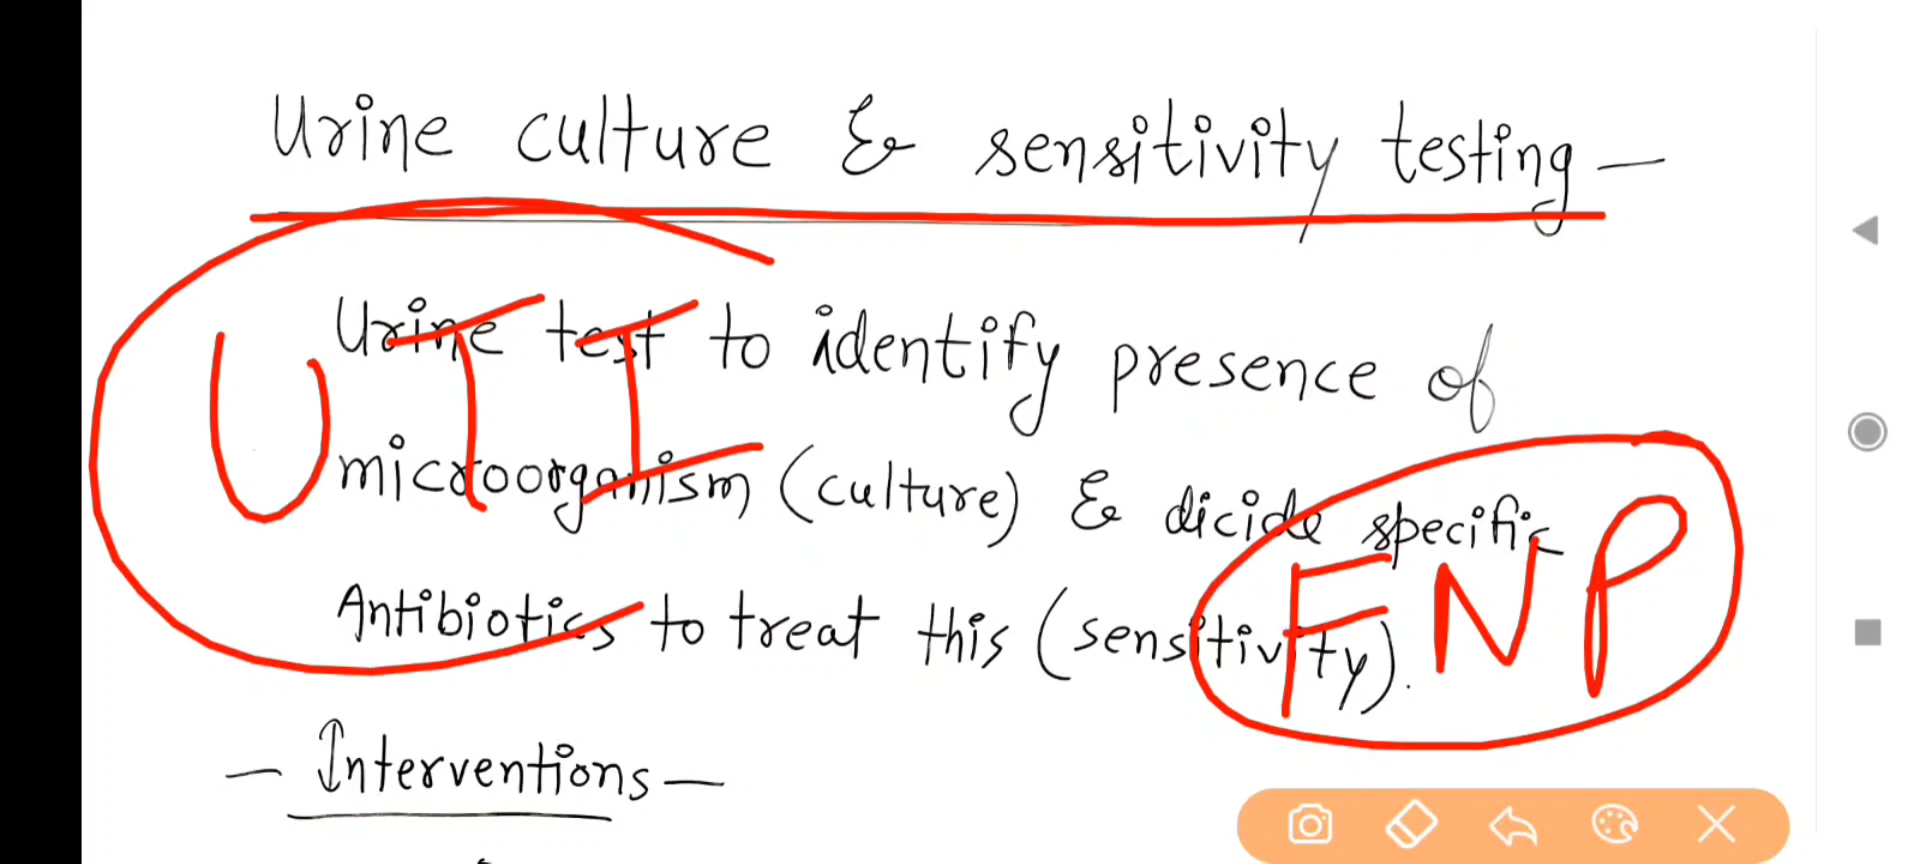 Urine culture & sensitivity testing —
Urine test to identify presence of
microorganism (culture) & dicide specific
Antibiotics to treat this (sensitivity).
UTI
FNP
— Interventions —